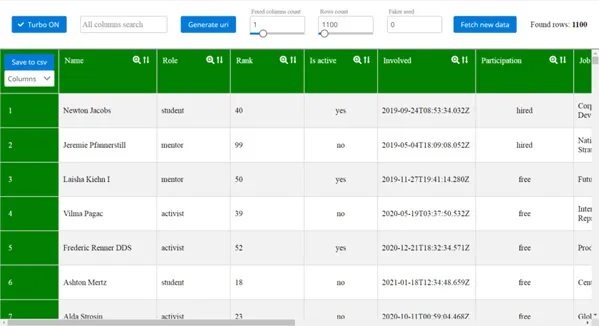 Turbo ON
All columns search
Generate uri
Fixed columns count
1
Rows count
1100
Faker seed
0
Fetch new data
Found rows: 1100
Save to csv
Columns
Name Role Rank Is active Involved Participation Job
1 Newton Jacobs student 40 yes 2019-09-24T08:53:34.032Z hired Corp
Dev
2 Jeremie Pfannerstill mentor 99 no 2019-05-04T18:09:08.052Z hired Nati
Stra
3 Laisha Kiehn I mentor 50 yes 2019-11-27T19:41:14.280Z free Futu
4 Vilma Pagac activist 39 no 2020-05-19T03:37:50.532Z free Inter
Repr
5 Frederic Renner DDS activist 52 yes 2020-12-21T18:32:34.571Z free Prod
6 Ashton Mertz student 18 no 2021-01-18T12:34:48.659Z free Cent
7 Alda Strosin activist 23 no 2020-10-11T00:59:04.468Z free Glob